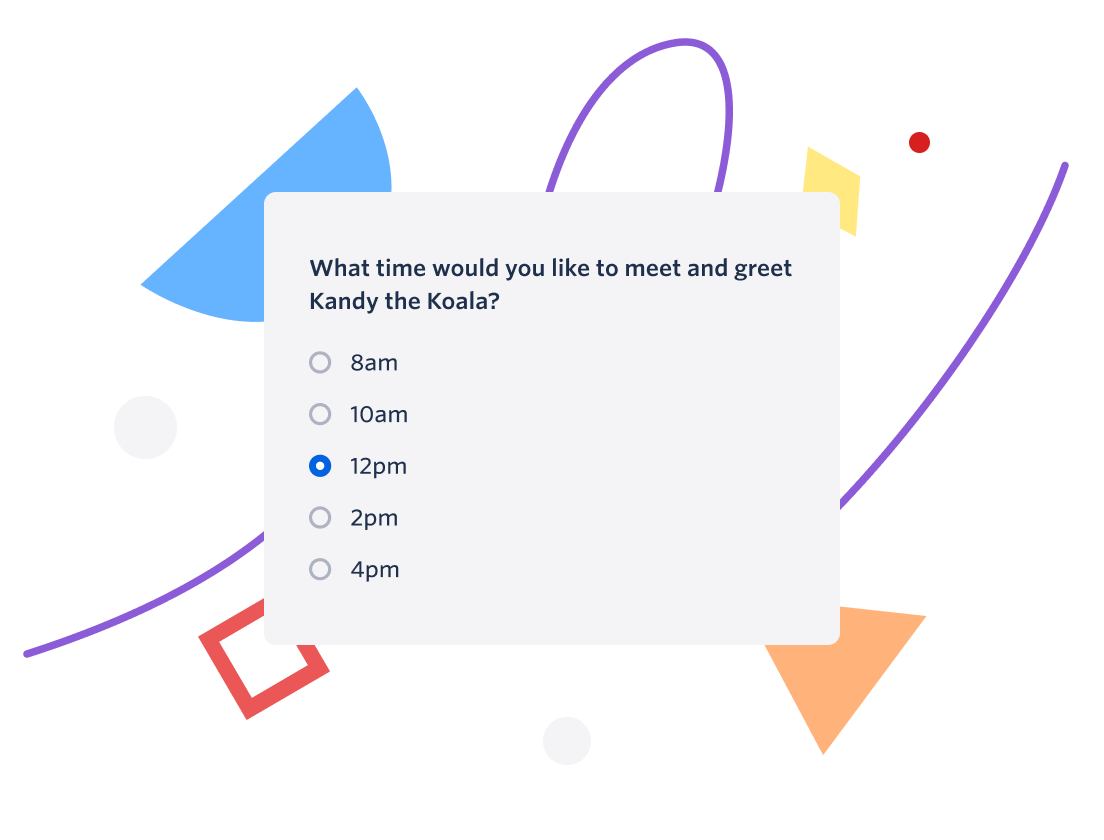 What time would you like to meet and greet
Kandy the Koala?
8am
10am
12pm
2pm
4pm